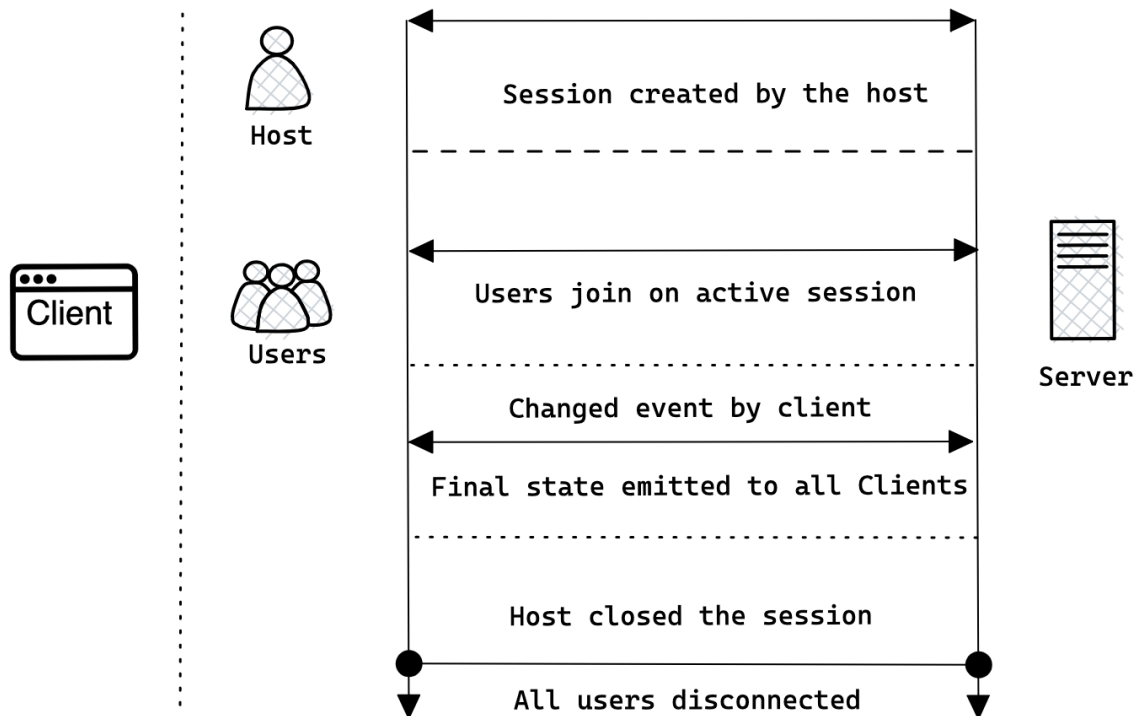 Session created by the host
Host
Users join on active session
Client
Users
Server
Changed event by client
Final state emitted to all Clients
Host closed the session
All users disconnected